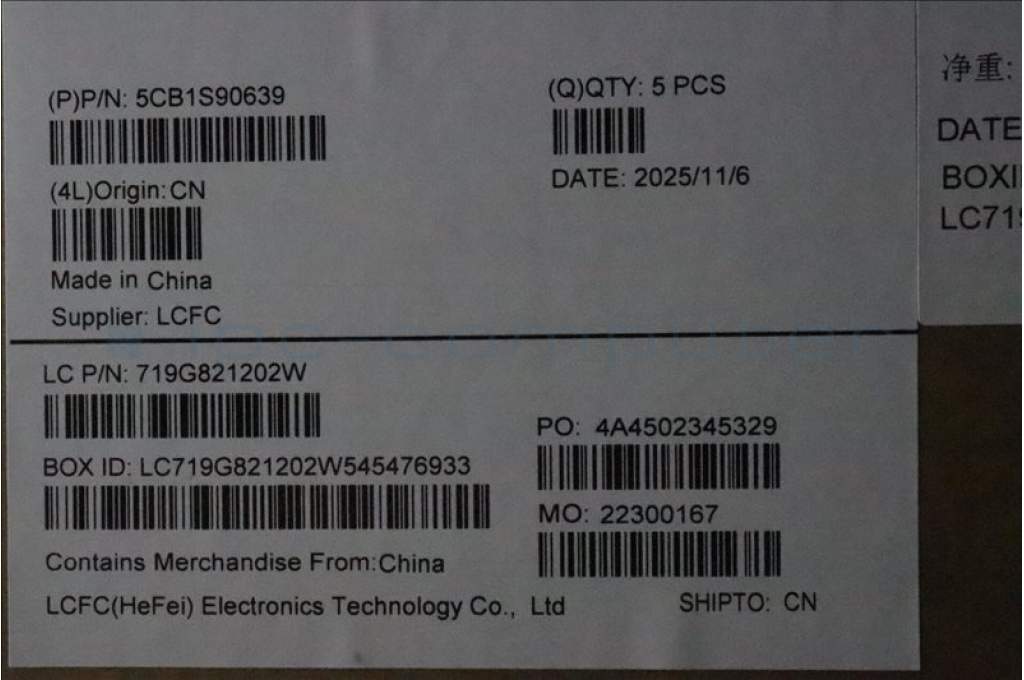 (P)P/N: 5CB1S90639
(Q)QTY: 5 PCS
(4L)Origin: CN
DATE: 2025/11/6
Made in China
Supplier: LCFC
LC P/N: 719G821202W
PO: 4A4502345329
BOX ID: LC719G821202W545476933
MO: 22300167
Contains Merchandise From:China
LCFC(HeFei) Electronics Technology Co., Ltd
SHIPTO: CN
净重:
DATE
BOXI
LC719